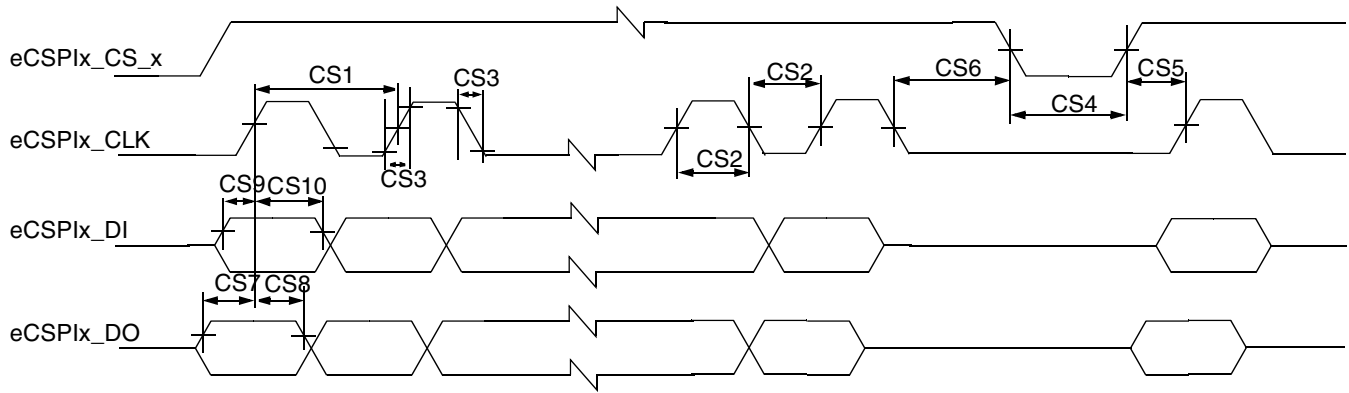 eCSPIx_CS_x
CS1
CS3
CS2
CS6
CS5
CS4
eCSPIx_CLK
CS3
CS2
CS9
CS10
eCSPIx_DI
CS7
CS8
eCSPIx_DO